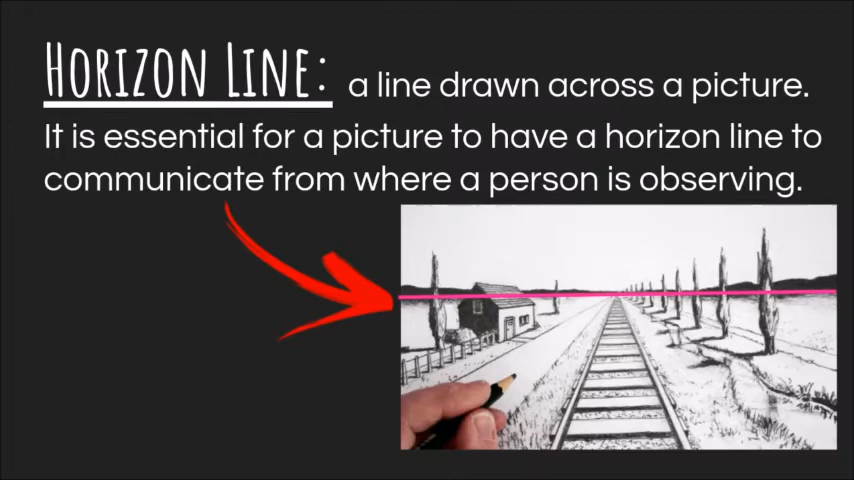 Horizon Line: a line drawn across a picture.
It is essential for a picture to have a horizon line to
communicate from where a person is observing.